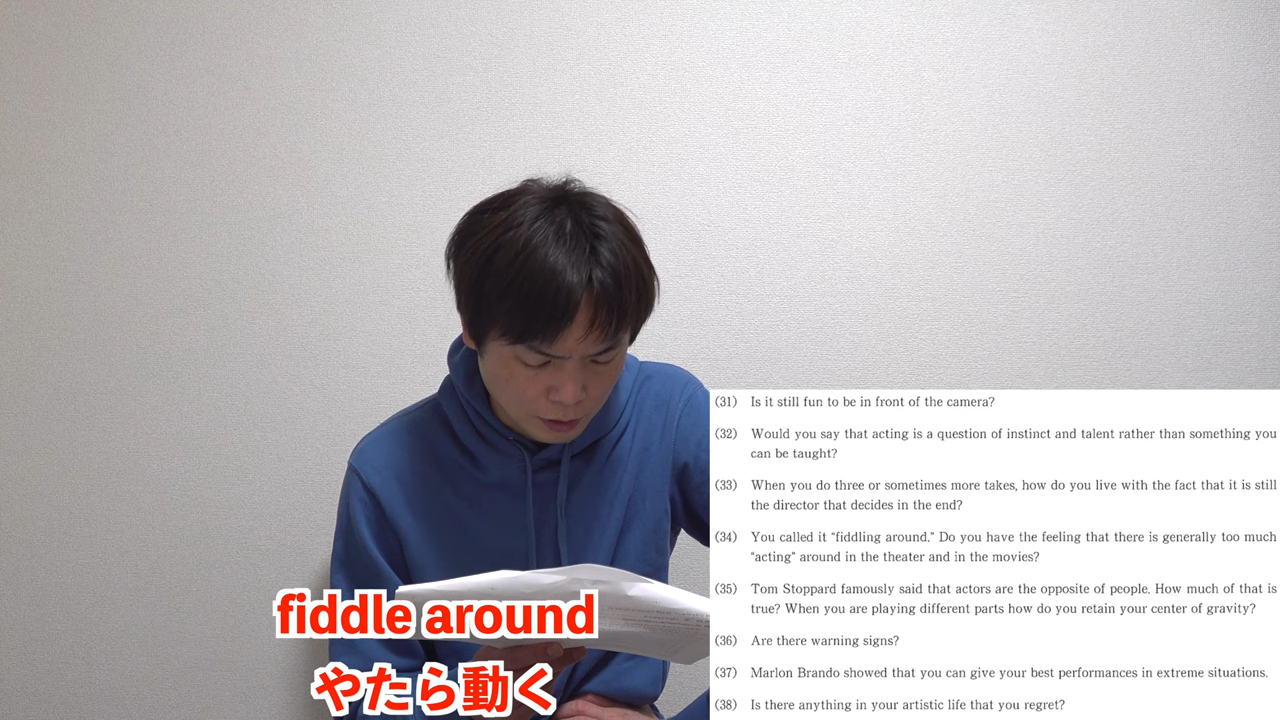 (31) Is it still fun to be in front of the camera?
(32) Would you say that acting is a question of instinct and talent rather than something you
can be taught?
(33) When you do three or sometimes more takes, how do you live with the fact that it is still
the director that decides in the end?
(34) You called it "fiddling around." Do you have the feeling that there is generally too much
"acting" around in the theater and in the movies?
(35) Tom Stoppard famously said that actors are the opposite of people. How much of that is
true? When you are playing different parts how do you retain your center of gravity?
(36) Are there warning signs?
(37) Marlon Brando showed that you can give your best performances in extreme situations.
(38) Is there anything in your artistic life that you regret?
fiddle around
やたら動く